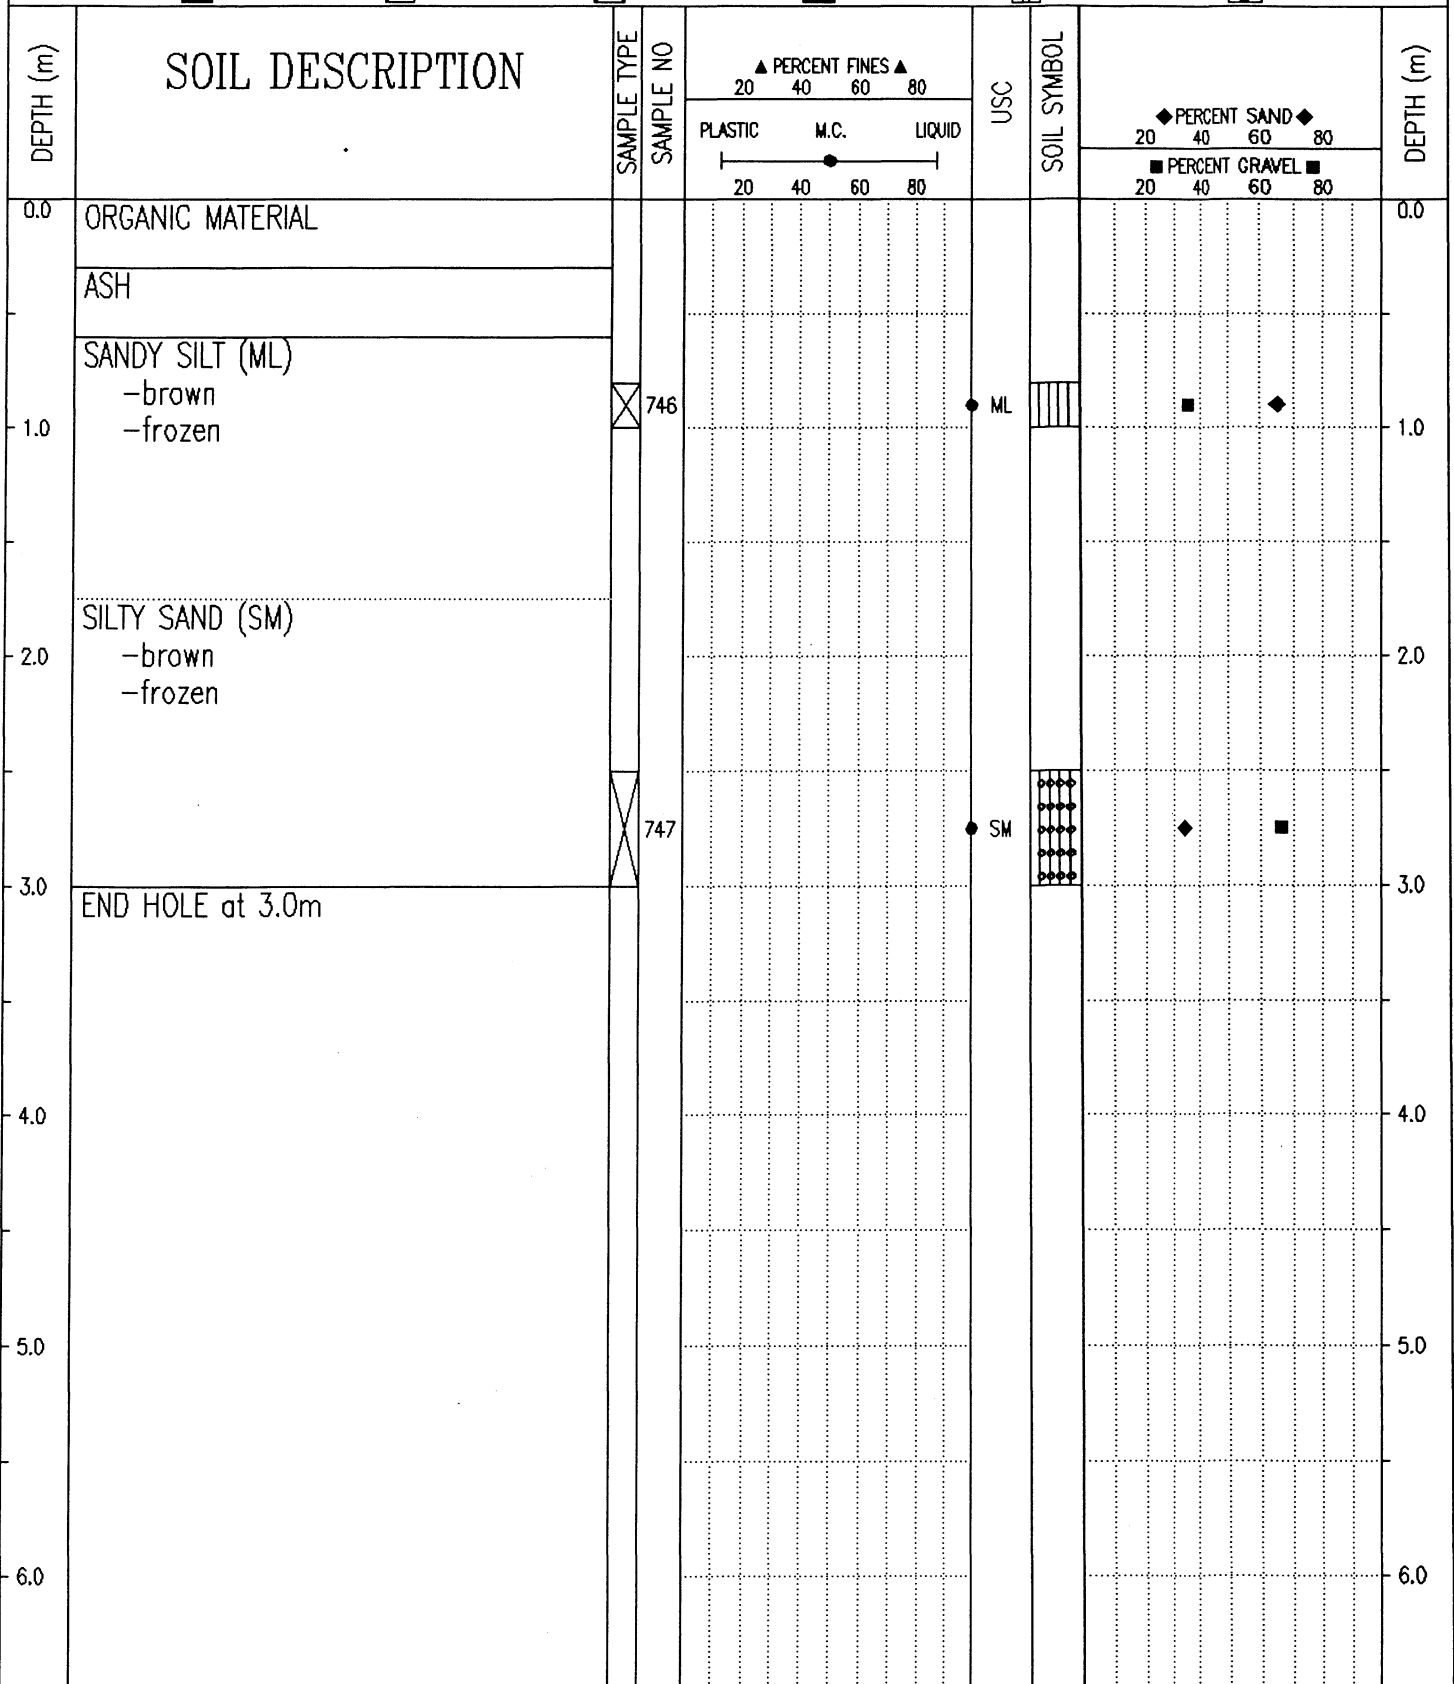 DEPTH (m)
SOIL DESCRIPTION
SAMPLE TYPE
SAMPLE NO
▲ PERCENT FINES ▲
20 40 60 80
PLASTIC M.C. LIQUID
20 40 60 80
USC
SOIL SYMBOL
◆ PERCENT SAND ◆
20 40 60 80
■ PERCENT GRAVEL ■
20 40 60 80
DEPTH (m)
0.0 ORGANIC MATERIAL 0.0
ASH
SANDY SILT (ML)
-brown
746 ML
-frozen
1.0 1.0
SILTY SAND (SM)
-brown
2.0 2.0
-frozen
747 SM
3.0 3.0
END HOLE at 3.0m
4.0 4.0
5.0 5.0
6.0 6.0